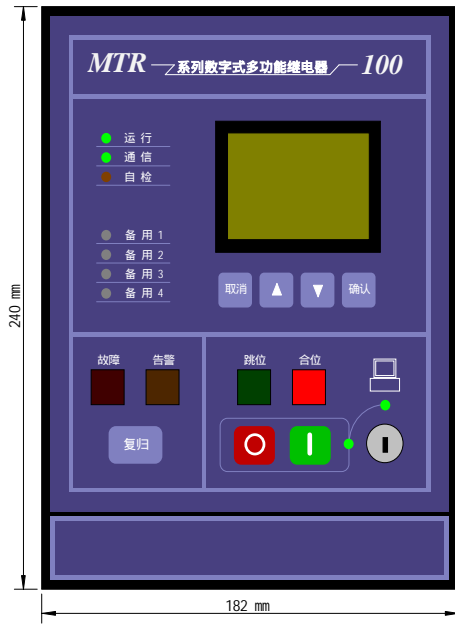 MTR 系列数字式多功能继电器 100
运行
通信
自检
备用1
备用2
备用3
备用4
取消 确认
故障 告警 跳位 合位
复归
240 mm
182 mm